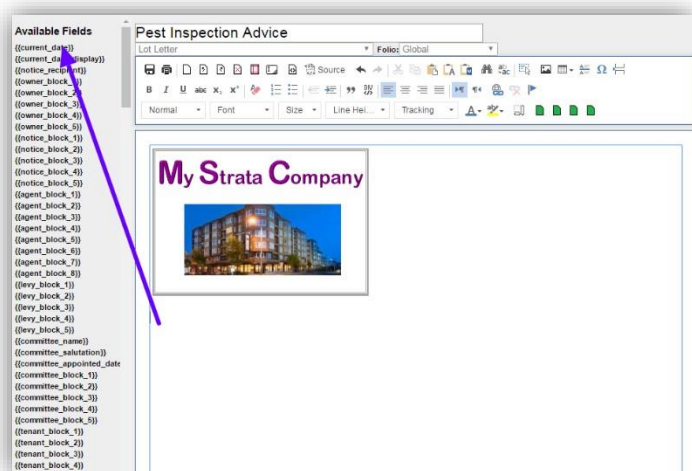 Available Fields
{{current_date}}
{{current_date_display}}
{{notice_recipient}}
{{owner_block_1}}
{{owner_block_2}}
{{owner_block_3}}
{{owner_block_4}}
{{owner_block_5}}
{{notice_block_1}}
{{notice_block_2}}
{{notice_block_3}}
{{notice_block_4}}
{{notice_block_5}}
{{agent_block_1}}
{{agent_block_2}}
{{agent_block_3}}
{{agent_block_4}}
{{agent_block_5}}
{{agent_block_6}}
{{agent_block_7}}
{{agent_block_8}}
{{levy_block_1}}
{{levy_block_2}}
{{levy_block_3}}
{{levy_block_4}}
{{levy_block_5}}
{{committee_name}}
{{committee_salutation}}
{{committee_appointed_date
{{committee_block_1}}
{{committee_block_2}}
{{committee_block_3}}
{{committee_block_4}}
{{committee_block_5}}
{{tenant_block_1}}
{{tenant_block_2}}
{{tenant_block_3}}
{{tenant_block_4}}
Pest Inspection Advice
Lot Letter Folio: Global
Source
B I U abc x, x²
Normal Font Size Line Hei... Tracking A
My Strata Company